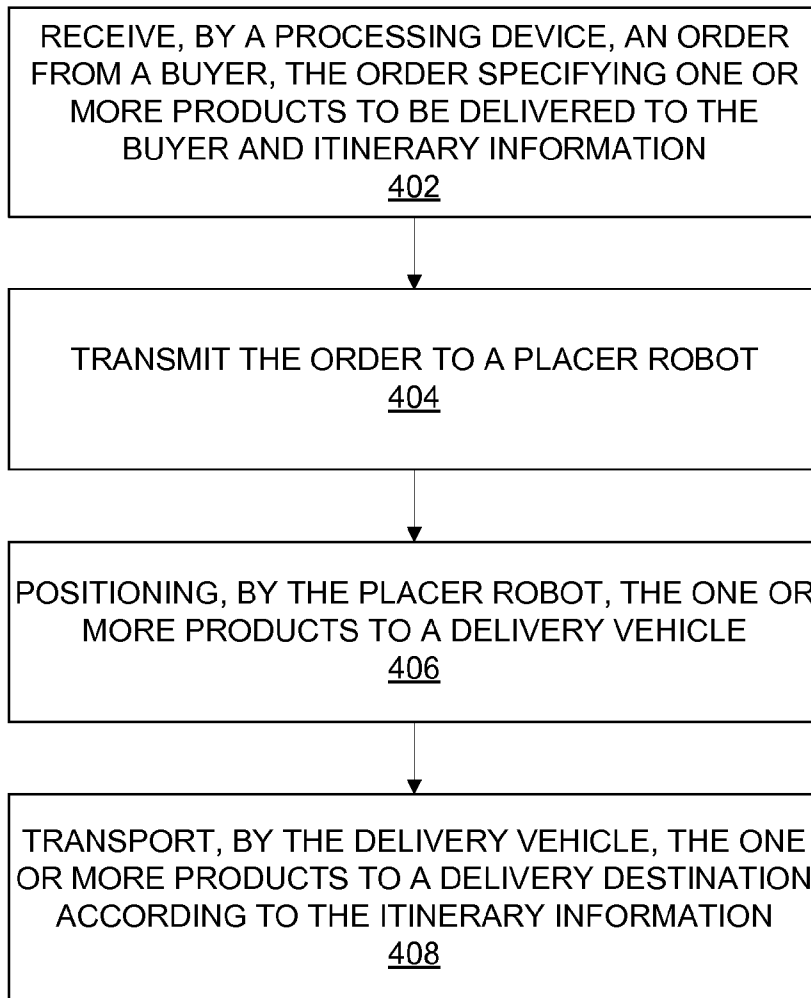 RECEIVE, BY A PROCESSING DEVICE, AN ORDER
FROM A BUYER, THE ORDER SPECIFYING ONE OR
MORE PRODUCTS TO BE DELIVERED TO THE
BUYER AND ITINERARY INFORMATION
402
TRANSMIT THE ORDER TO A PLACER ROBOT
404
POSITIONING, BY THE PLACER ROBOT, THE ONE OR
MORE PRODUCTS TO A DELIVERY VEHICLE
406
TRANSPORT, BY THE DELIVERY VEHICLE, THE ONE
OR MORE PRODUCTS TO A DELIVERY DESTINATION
ACCORDING TO THE ITINERARY INFORMATION
408